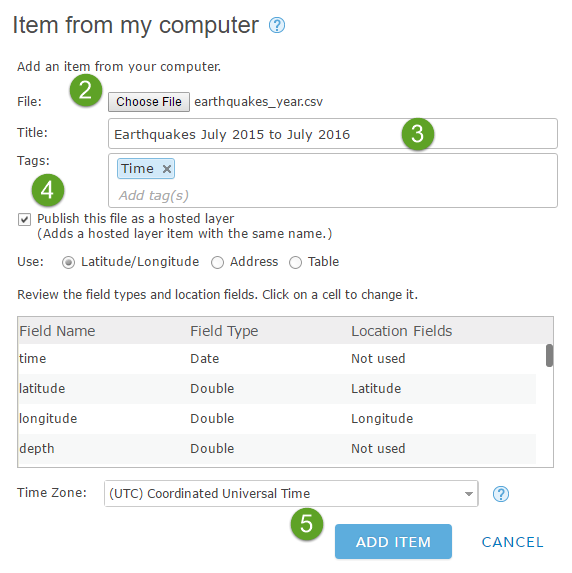 Item from my computer ?
Add an item from your computer.
2
File: Choose File earthquakes_year.csv
Title: Earthquakes July 2015 to July 2016 3
Tags: Time ×
4 Add tag(s)
Publish this file as a hosted layer
(Adds a hosted layer item with the same name.)
Use: Latitude/Longitude Address Table
Review the field types and location fields. Click on a cell to change it.
Field Name Field Type Location Fields
time Date Not used
latitude Double Latitude
longitude Double Longitude
depth Double Not used
Time Zone: (UTC) Coordinated Universal Time ?
5
ADD ITEM CANCEL